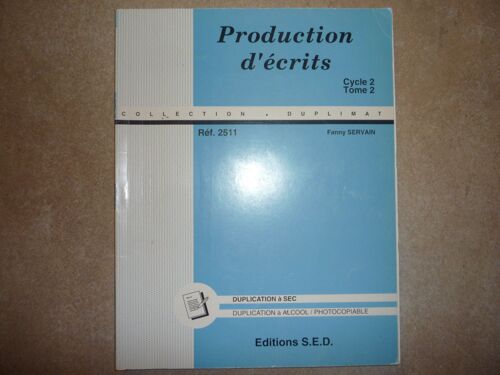 Production
d'écrits
Cycle 2
Tome 2
COLLECTION . DUPLIMAT
Réf. 2511
Fanny SERVAIN
DUPLICATION à SEC
DUPLICATION à ALCOOL / PHOTOCOPIABLE
Editions S.E.D.